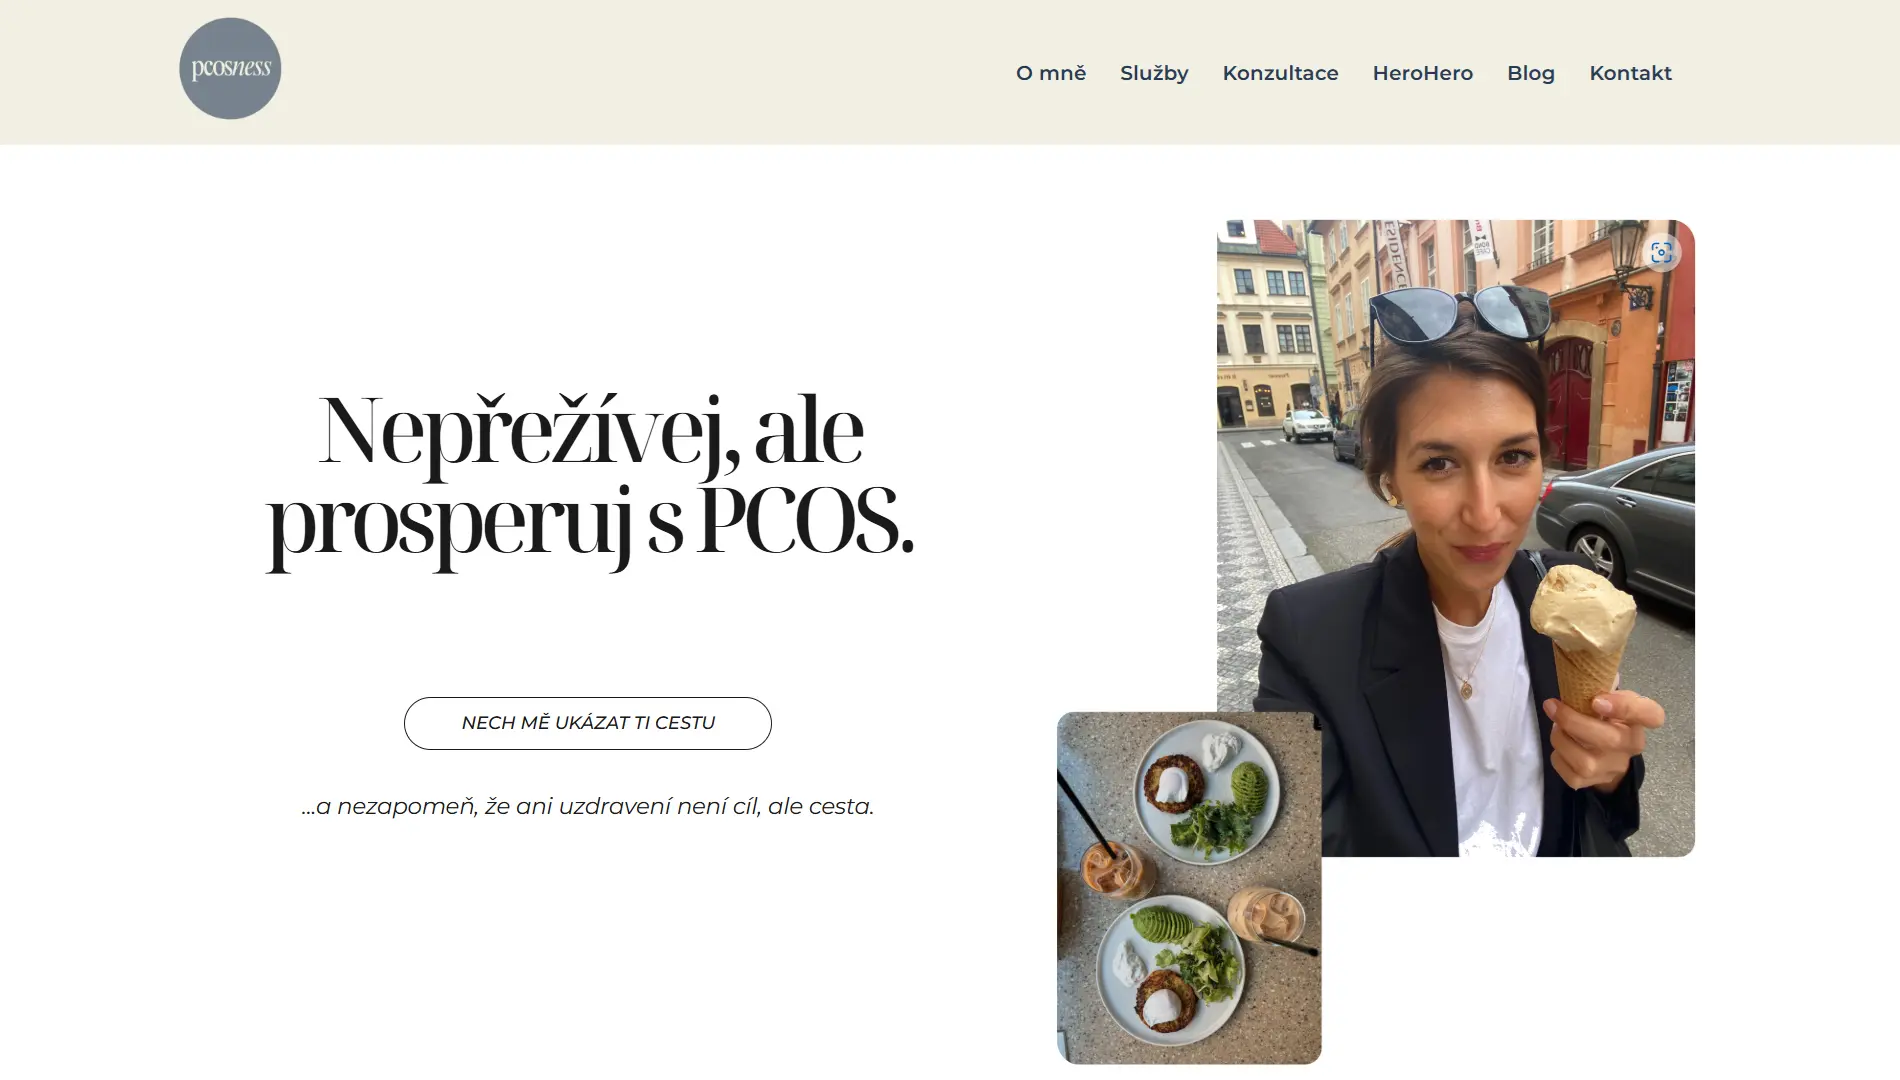 pcosness
O mně
Služby
Konzultace
HeroHero
Blog
Kontakt
Nepřežívej, ale
prosperuj s PCOS.
NECH MĚ UKÁZAT TI CESTU
...a nezapomeň, že ani uzdravení není cíl, ale cesta.